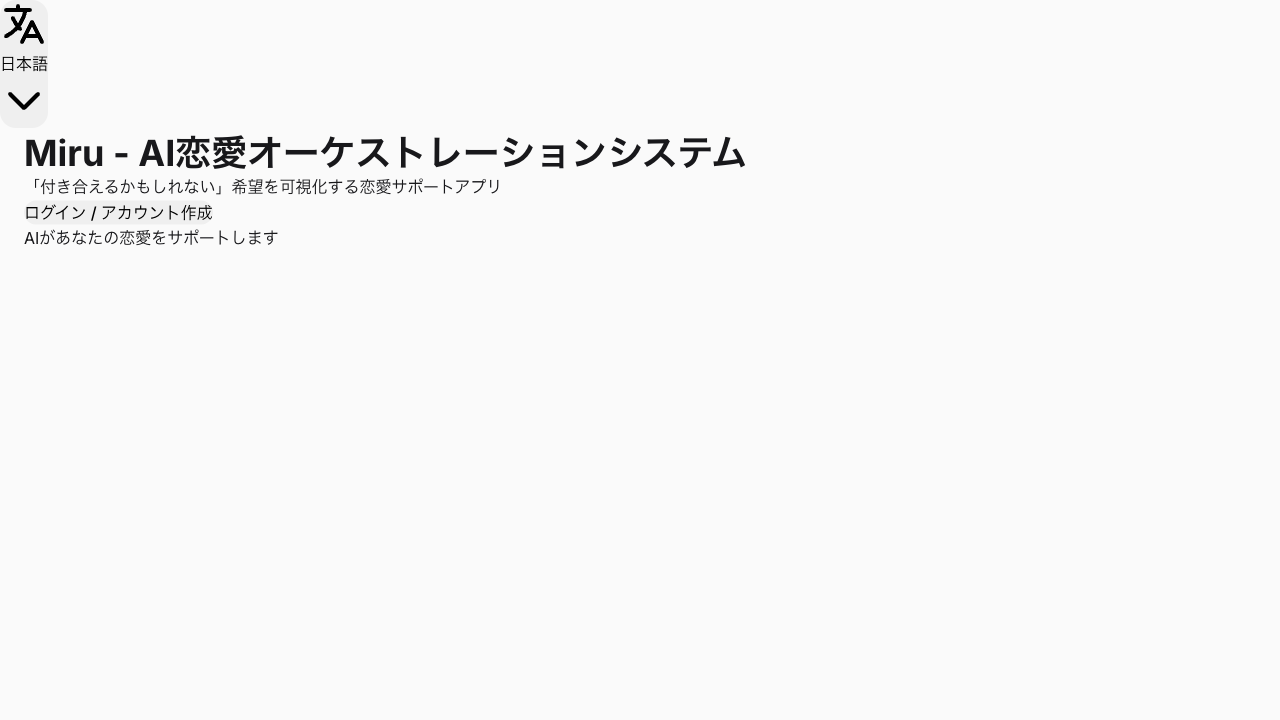 日本語
Miru - AI恋愛オーケストレーションシステム
「付き合えるかもしれない」希望を可視化する恋愛サポートアプリ
ログイン / アカウント作成
AIがあなたの恋愛をサポートします